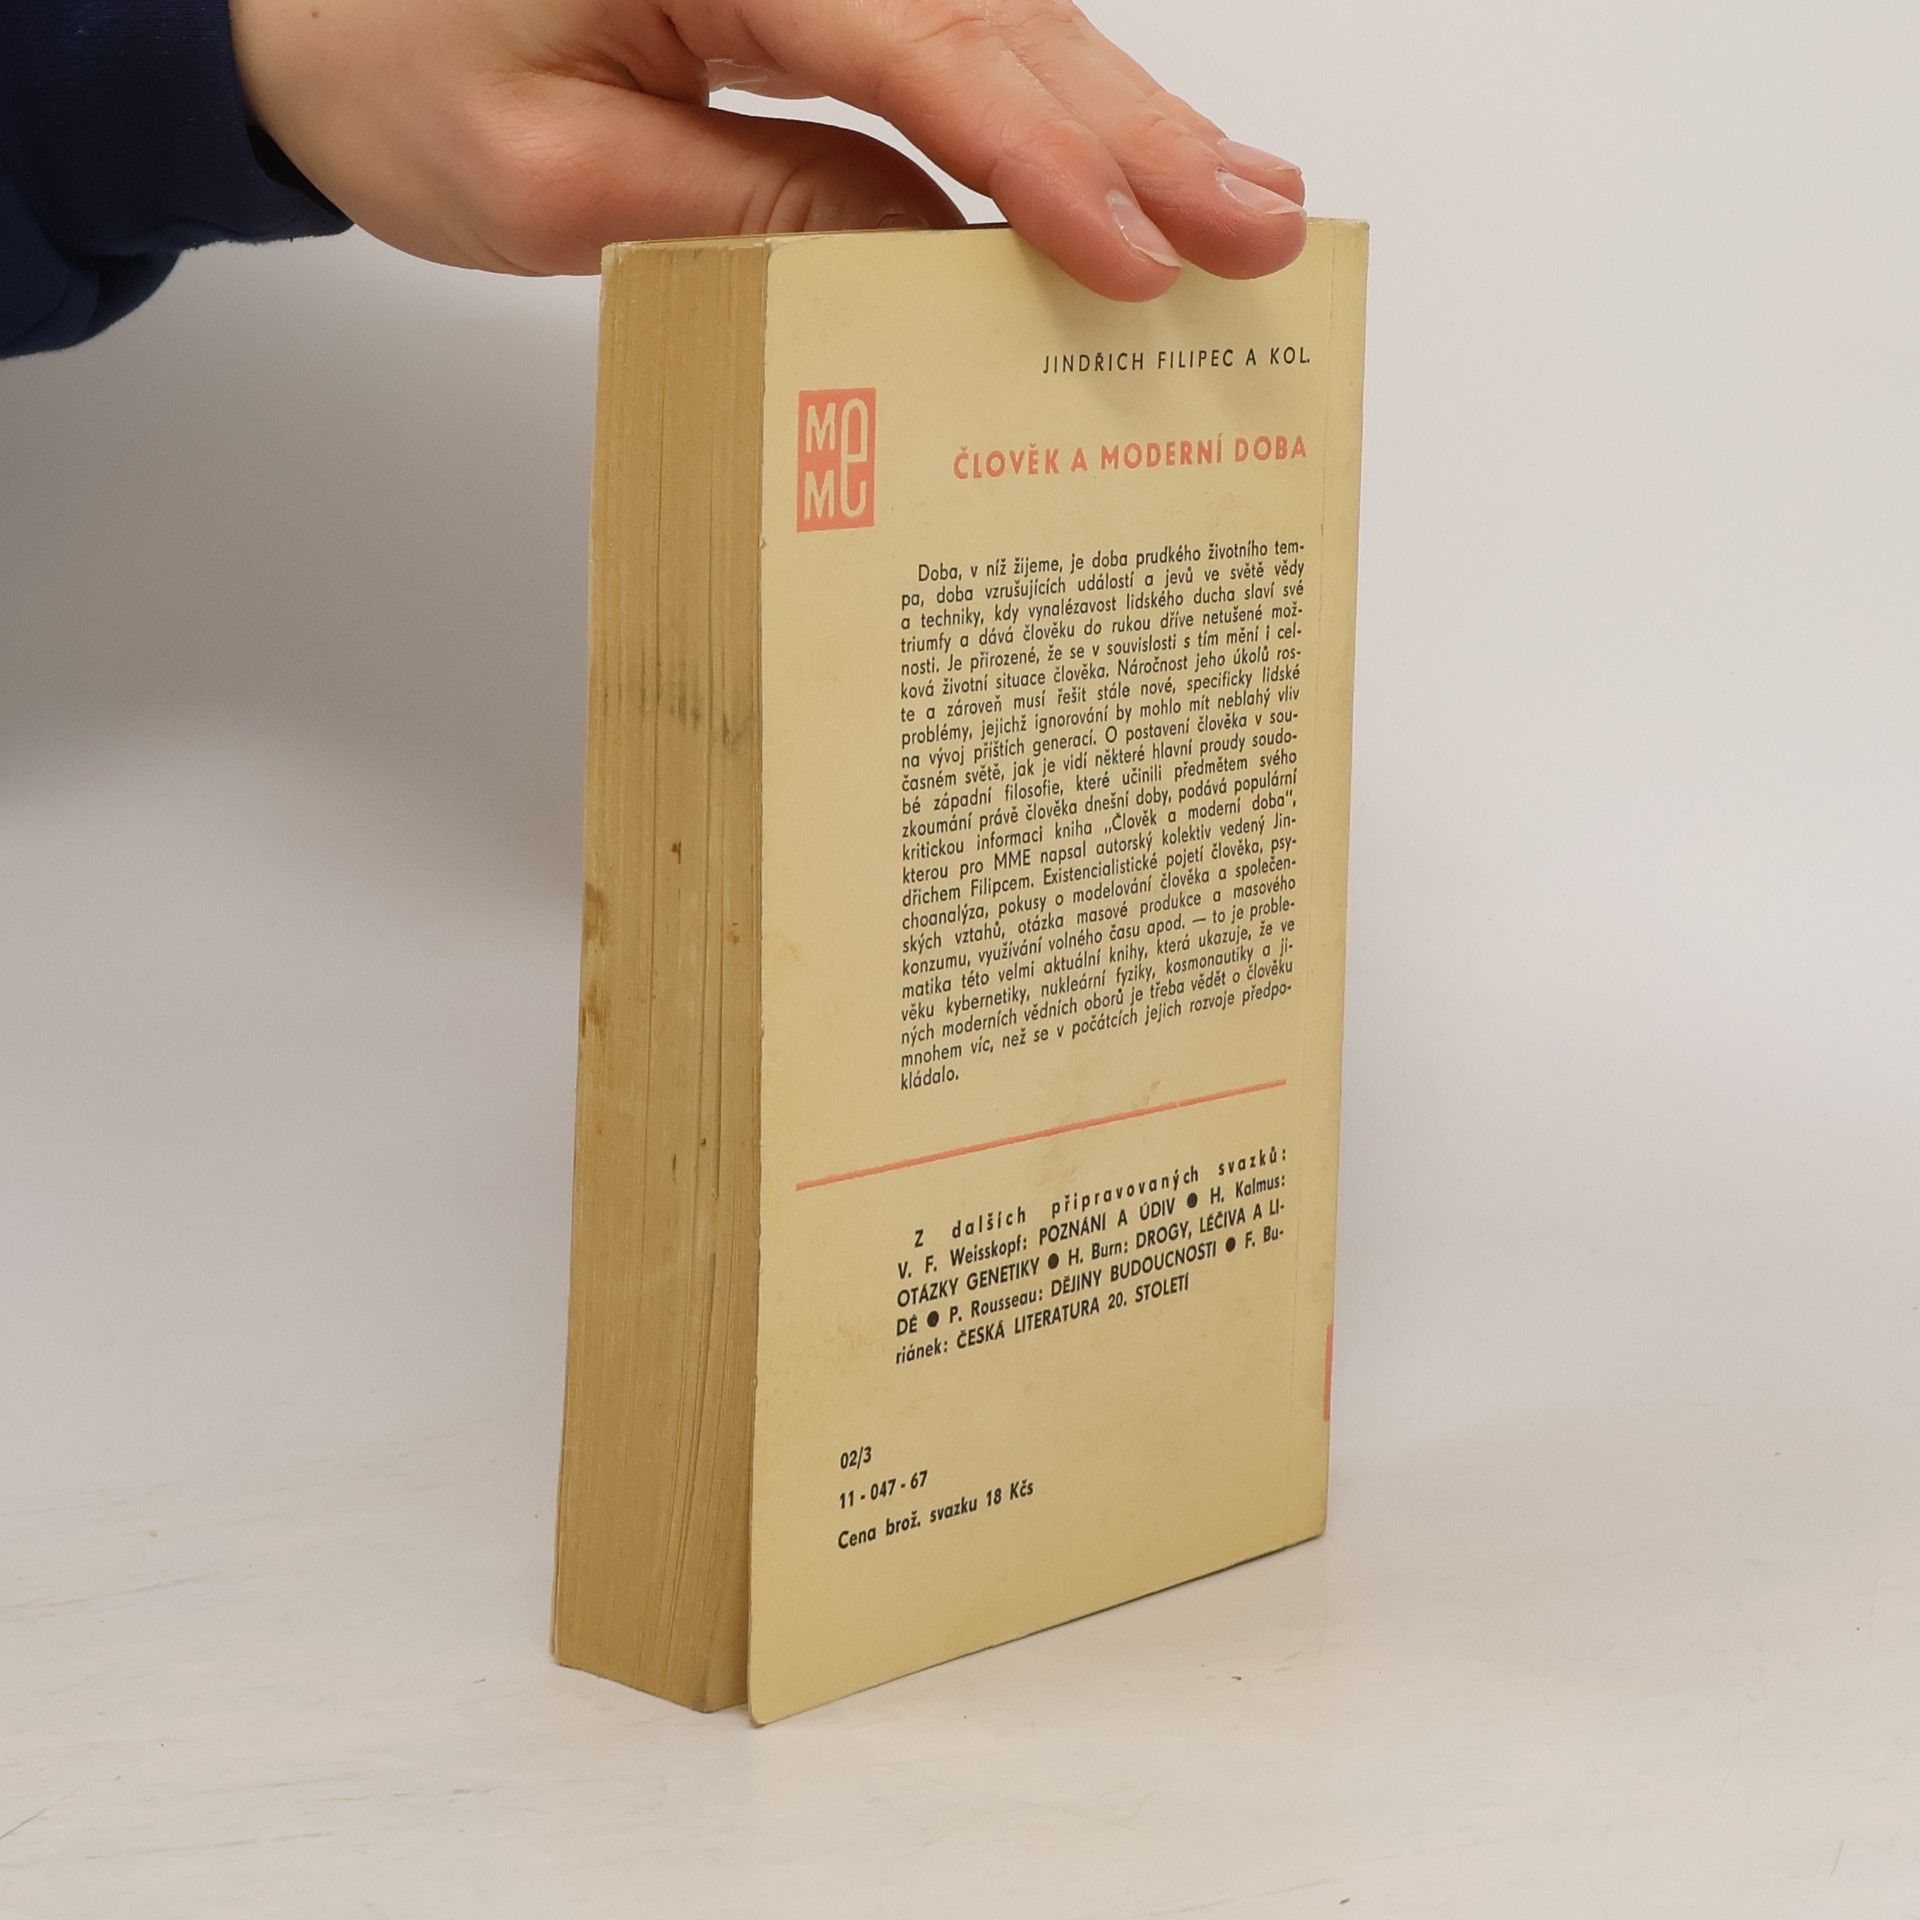 JINDŘICH FILIPEC A KOL.
MME
ČLOVĚK A MODERNÍ DOBA
Doba, v níž žijeme, je doba prudkého životního tem-
pa, doba vzrušujících událostí a jevů ve světě vědy
a techniky, kdy vynalézavost lidského ducha slaví své
triumfy a dává člověku do rukou dříve netušené mož-
nosti. Je přirozené, že se v souvislosti s tím mění i cel-
ková životní situace člověka. Náročnost jeho úkolů ros-
te a zároveň musí řešit stále nové, specificky lidské
problémy, jejichž ignorování by mohlo mít neblahý vliv
na vývoj příštích generací. O postavení člověka v sou-
časném světě, jak je vidí některé hlavní proudy soudo-
bé západní filosofie, které učinili předmětem svého
zkoumání právě člověka dnešní doby, podává populární
kritickou informaci kniha „Člověk a moderní doba“,
kterou pro MME napsal autorský kolektiv vedený Jin-
dřichem Filipcem. Existencialistické pojetí člověka, psy-
choanalýza, pokusy o modelování člověka a společen-
ských vztahů, otázka masové produkce a masového
konzumu, využívání volného času apod. — to je proble-
matika této velmi aktuální knihy, která ukazuje, že ve
věku kybernetiky, nukleární fyziky, kosmonautiky a ji-
ných moderních vědních oborů je třeba vědět o člověku
mnohem víc, než se v počátcích jejich rozvoje předpo-
kládalo.
Z dalších připravovaných svazků:
V. F. Weisskopf: POZNÁNÍ A ÚDIV ● H. Kalmus:
OTÁZKY GENETIKY ● H. Burn: DROGY, LÉČIVA A LI-
DÉ ● P. Rousseau: DĚJINY BUDOUCNOSTI ● F. Bu-
riánek: ČESKÁ LITERATURA 20. STOLETÍ
02/3
11 - 047 - 67
Cena brož. svazku 18 Kčs